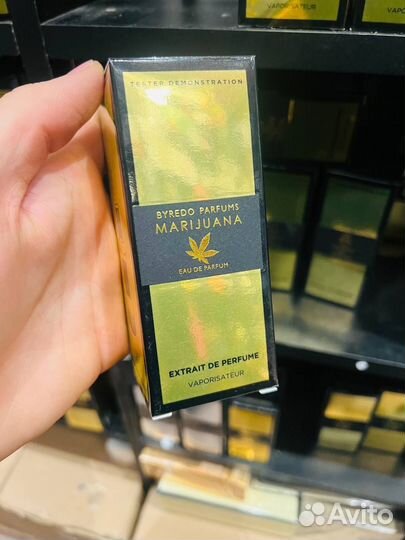 VAPORISATEUR
TESTER DEMONSTRATION
BYREDO PARFUMS
MARIJUANA
EAU DE PARFUM
EXTRAIT DE PERFUME
VAPORISATEUR
Avito